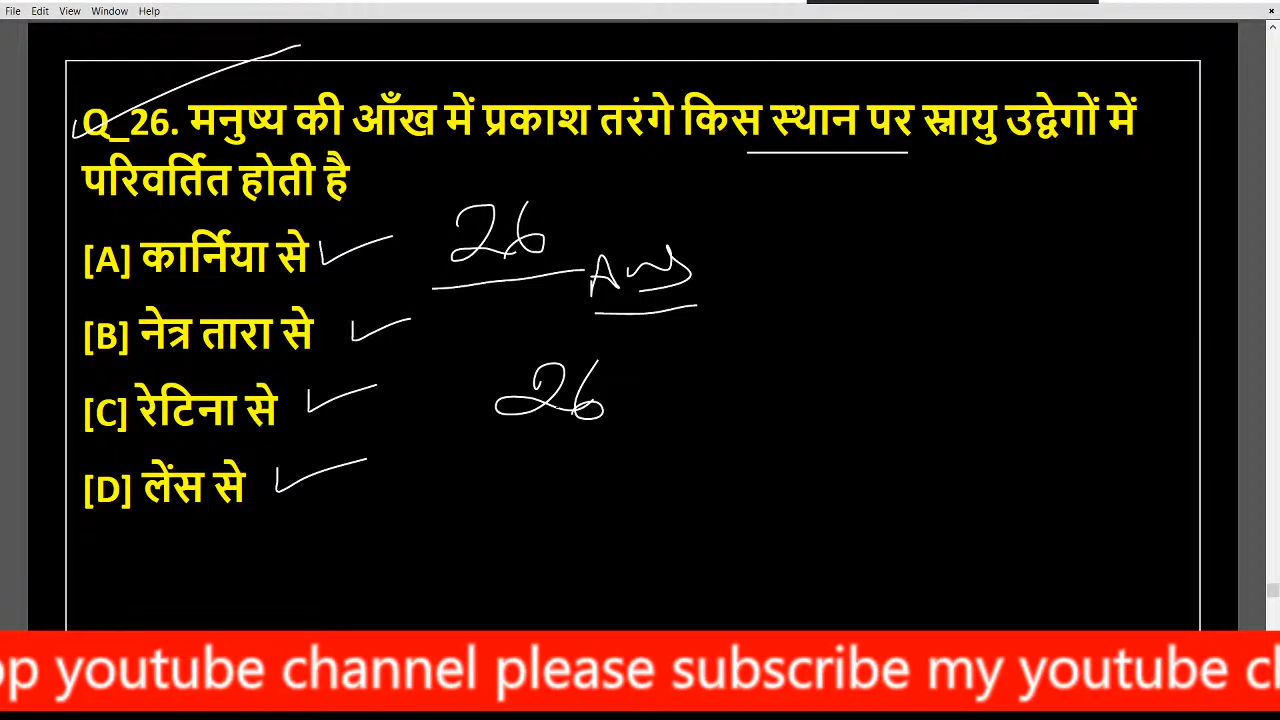 File Edit View Window Help
Q_26. मनुष्य की आँख में प्रकाश तरंगे किस स्थान पर स्नायु उद्वेगों में
परिवर्तित होती है
[A] कार्निया से
26
Ans
[B] नेत्र तारा से
[C] रेटिना से
26
[D] लेंस से
op youtube channel please subscribe my youtube cl